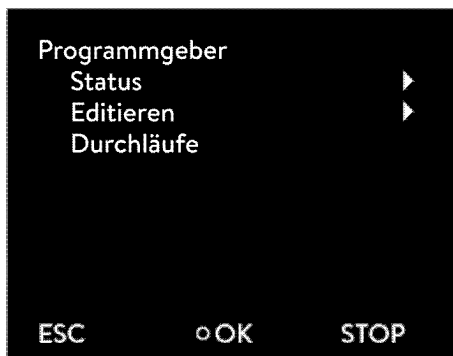 Programmgeber
Status
Editieren
Durchläufe
ESC OK STOP